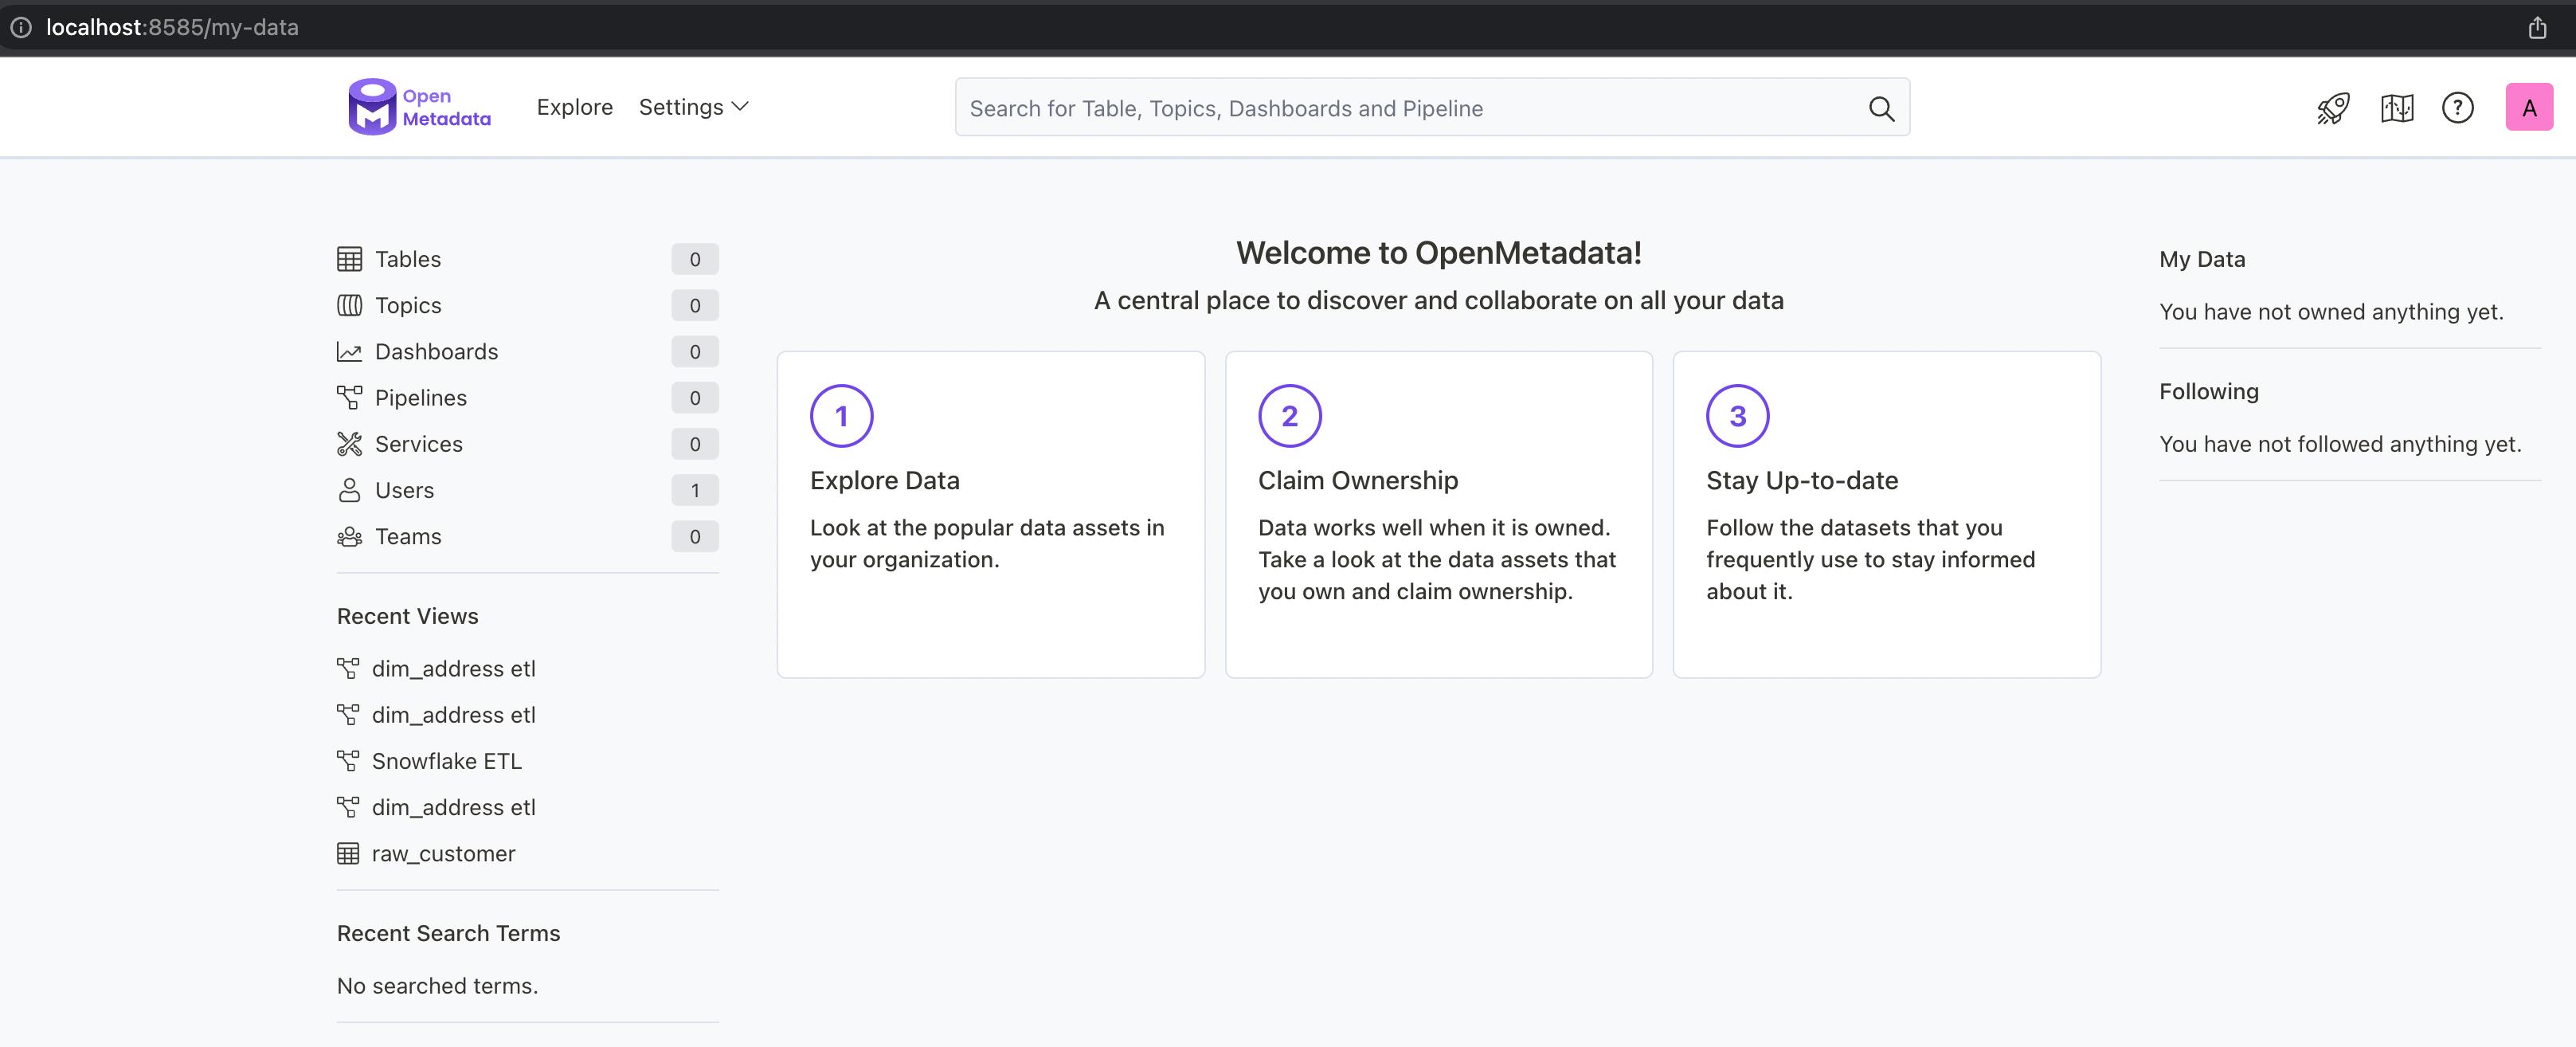 localhost:8585/my-data
Open
Metadata
Explore
Settings
Search for Table, Topics, Dashboards and Pipeline
?
A
Tables 0
Topics 0
Dashboards 0
Pipelines 0
Services 0
Users 1
Teams 0
Recent Views
dim_address etl
dim_address etl
Snowflake ETL
dim_address etl
raw_customer
Recent Search Terms
No searched terms.
Welcome to OpenMetadata!
A central place to discover and collaborate on all your data
1
Explore Data
Look at the popular data assets in
your organization.
2
Claim Ownership
Data works well when it is owned.
Take a look at the data assets that
you own and claim ownership.
3
Stay Up-to-date
Follow the datasets that you
frequently use to stay informed
about it.
My Data
You have not owned anything yet.
Following
You have not followed anything yet.